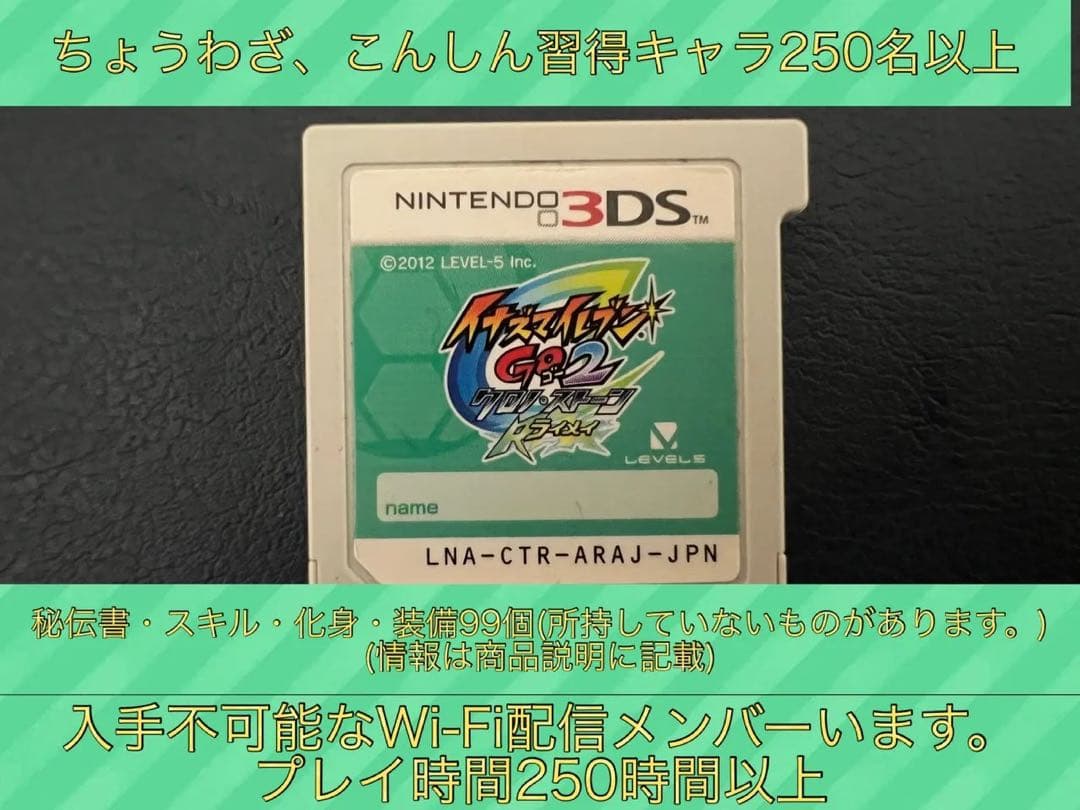 ちょうわざ、こんしん習得キャラ250名以上
NINTENDO 3DS™
©2012 LEVEL-5 Inc.
イナズマイレブン
GO ゴー 2
クロノ・ストーン
ライメイ
LEVEL5
name
LNA-CTR-ARAJ-JPN
秘伝書・スキル・化身・装備99個(所持していないものがあります。)
(情報は商品説明に記載)
入手不可能なWi-Fi配信メンバーいます。
プレイ時間250時間以上